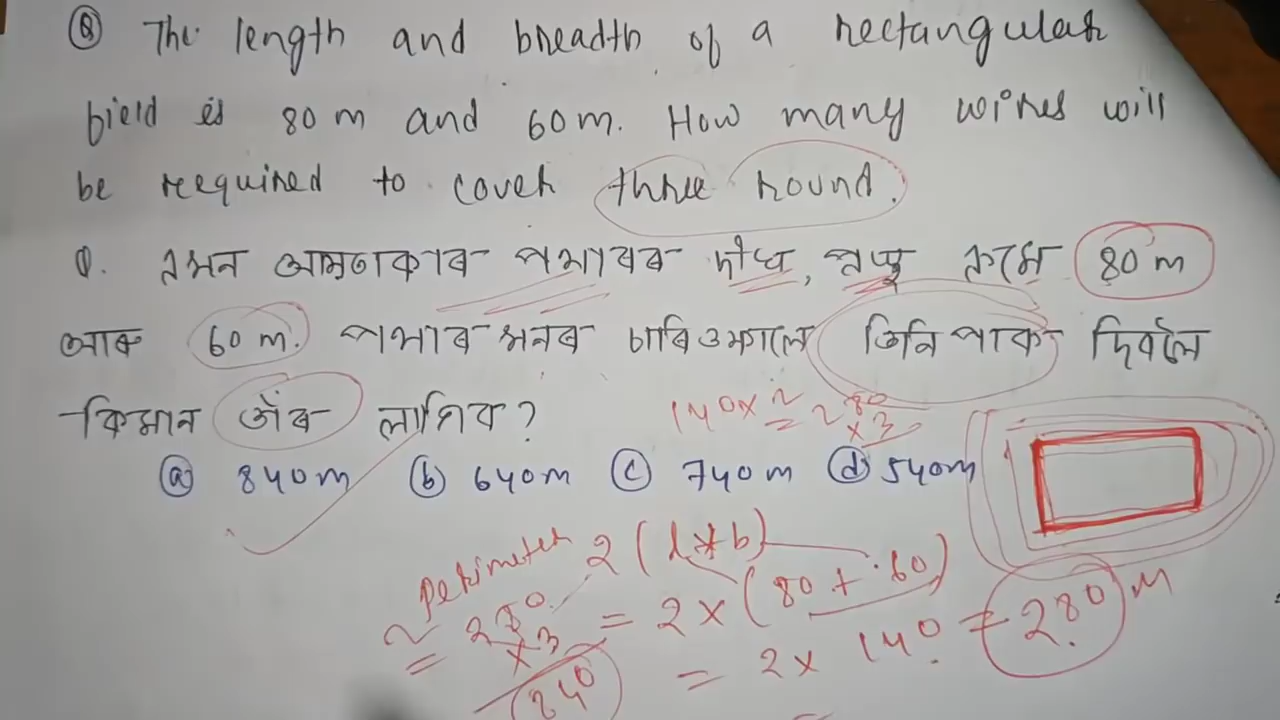 Q The length and breadth of a rectangular
field is 80 m and 60 m. How many wires will
be required to cover three round.
Q. এখন আয়তাকাৰ পথাৰৰ দীঘ, প্ৰস্থ ক্ৰমে 80 m
আৰু 60 m. পথাৰ খনৰ চাৰিওফালে তিনি পাক দিবলৈ
কিমান তাঁৰ লাগিব?
140 × 2 = 280
× 3
(a) 840 m (b) 640 m (c) 740 m (d) 540 m
Perimeter 2 (l + b)
= 2 × (80 + 60)
= 2 × 140 = 280 m
280
× 3
840